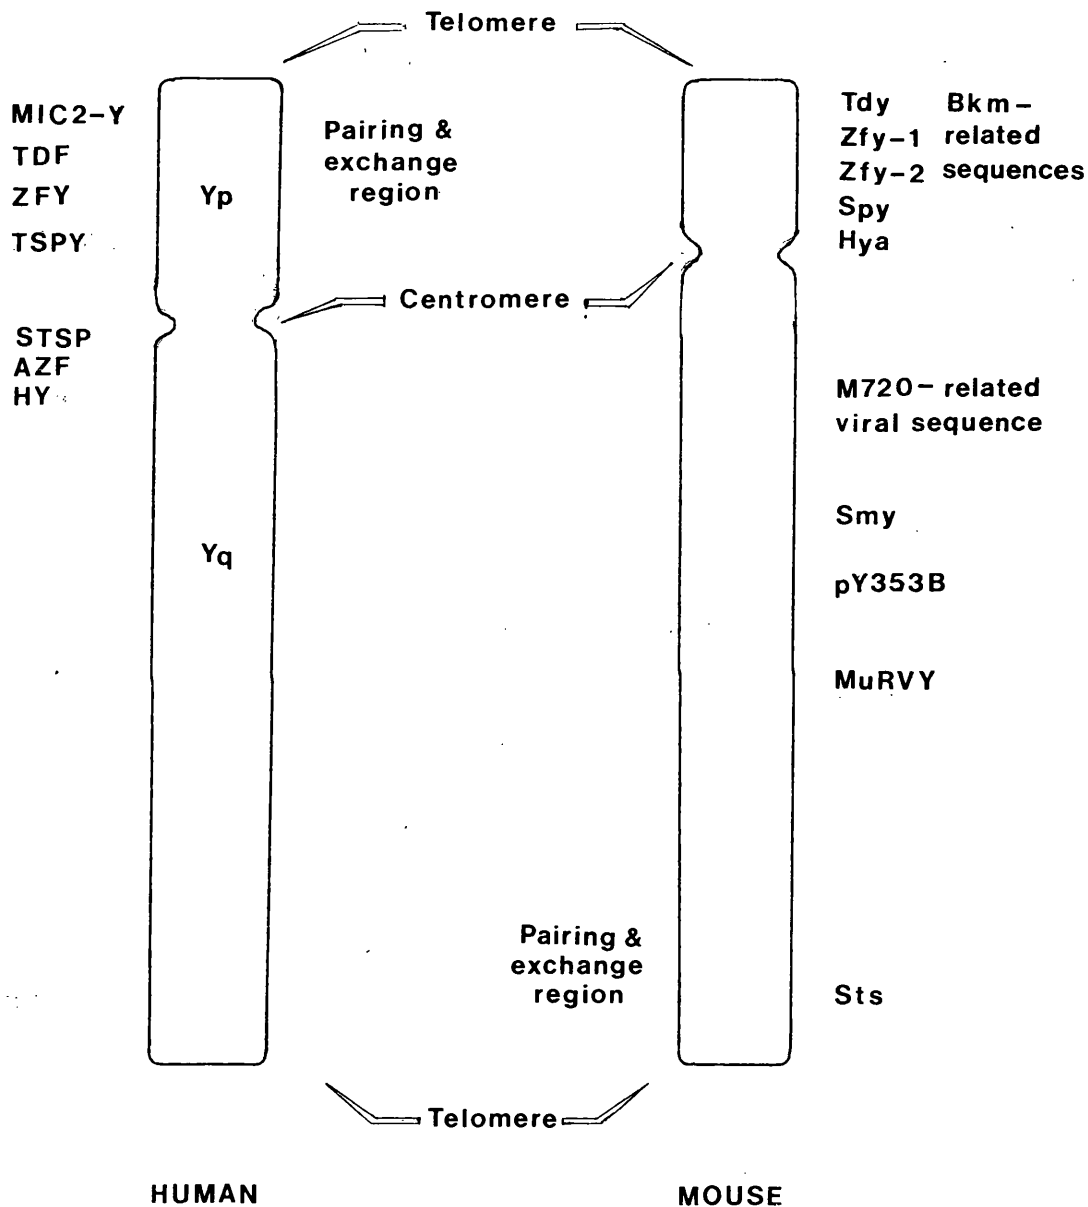 Telomere
MIC2-Y
TDF
ZFY
TSPY
Yp
Pairing &
exchange
region
Tdy
Zfy-1
Zfy-2
Spy
Hya
Bkm-
related
sequences
Centromere
STSP
AZF
HY
Yq
M720- related
viral sequence
Smy
pY353B
MuRVY
Pairing &
exchange
region
Sts
Telomere
HUMAN
MOUSE